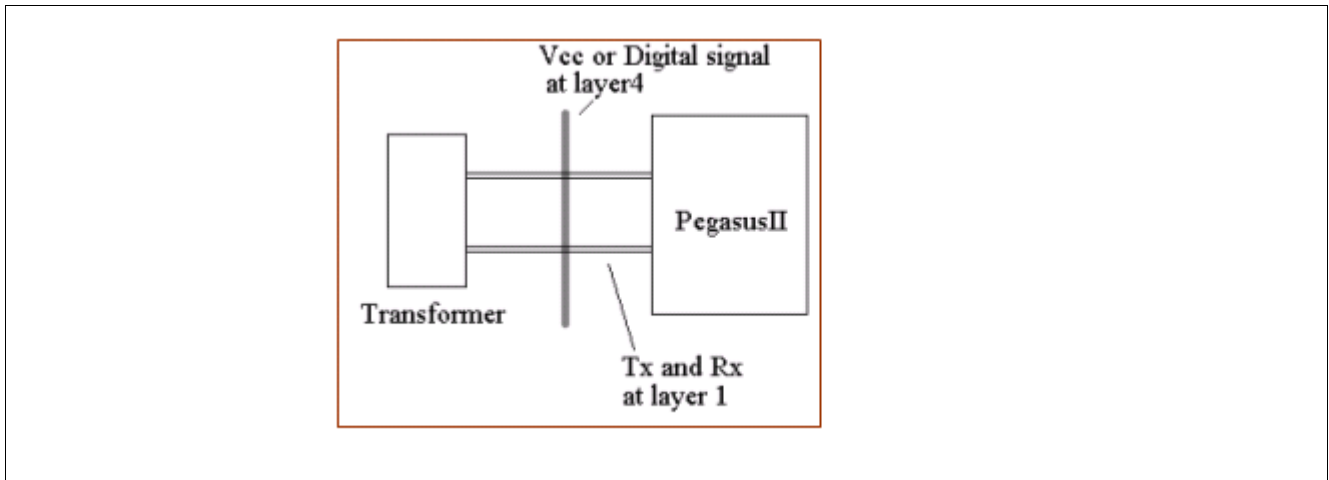 Vcc or Digital signal
at layer4
PegasusII
Transformer
Tx and Rx
at layer 1